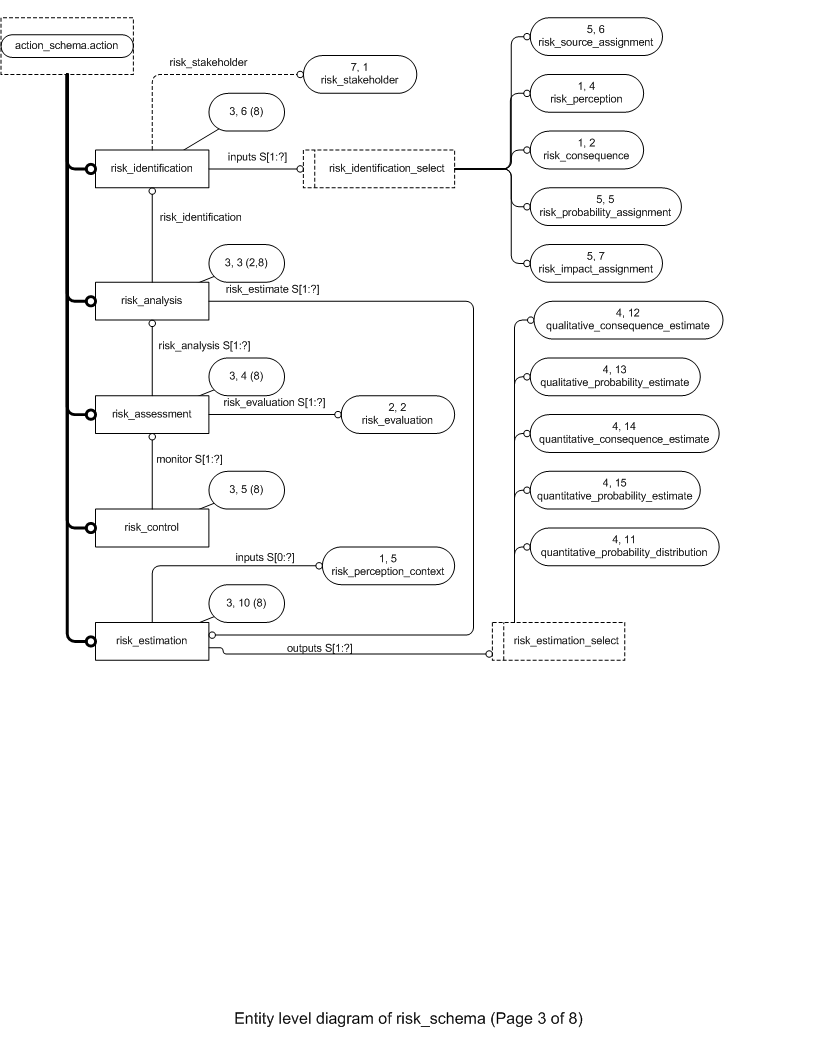 action_schema.action
risk_stakeholder
7, 1
risk_stakeholder
3, 6 (8)
risk_identification
inputs S[1:?]
risk_identification_select
5, 6
risk_source_assignment
1, 4
risk_perception
1, 2
risk_consequence
5, 5
risk_probability_assignment
5, 7
risk_impact_assignment
risk_identification
3, 3 (2,8)
risk_analysis
risk_estimate S[1:?]
risk_analysis S[1:?]
3, 4 (8)
risk_assessment
risk_evaluation S[1:?]
2, 2
risk_evaluation
monitor S[1:?]
3, 5 (8)
risk_control
inputs S[0:?]
1, 5
risk_perception_context
3, 10 (8)
risk_estimation
outputs S[1:?]
risk_estimation_select
4, 12
qualitative_consequence_estimate
4, 13
qualitative_probability_estimate
4, 14
quantitative_consequence_estimate
4, 15
quantitative_probability_estimate
4, 11
quantitative_probability_distribution
Entity level diagram of risk_schema (Page 3 of 8)